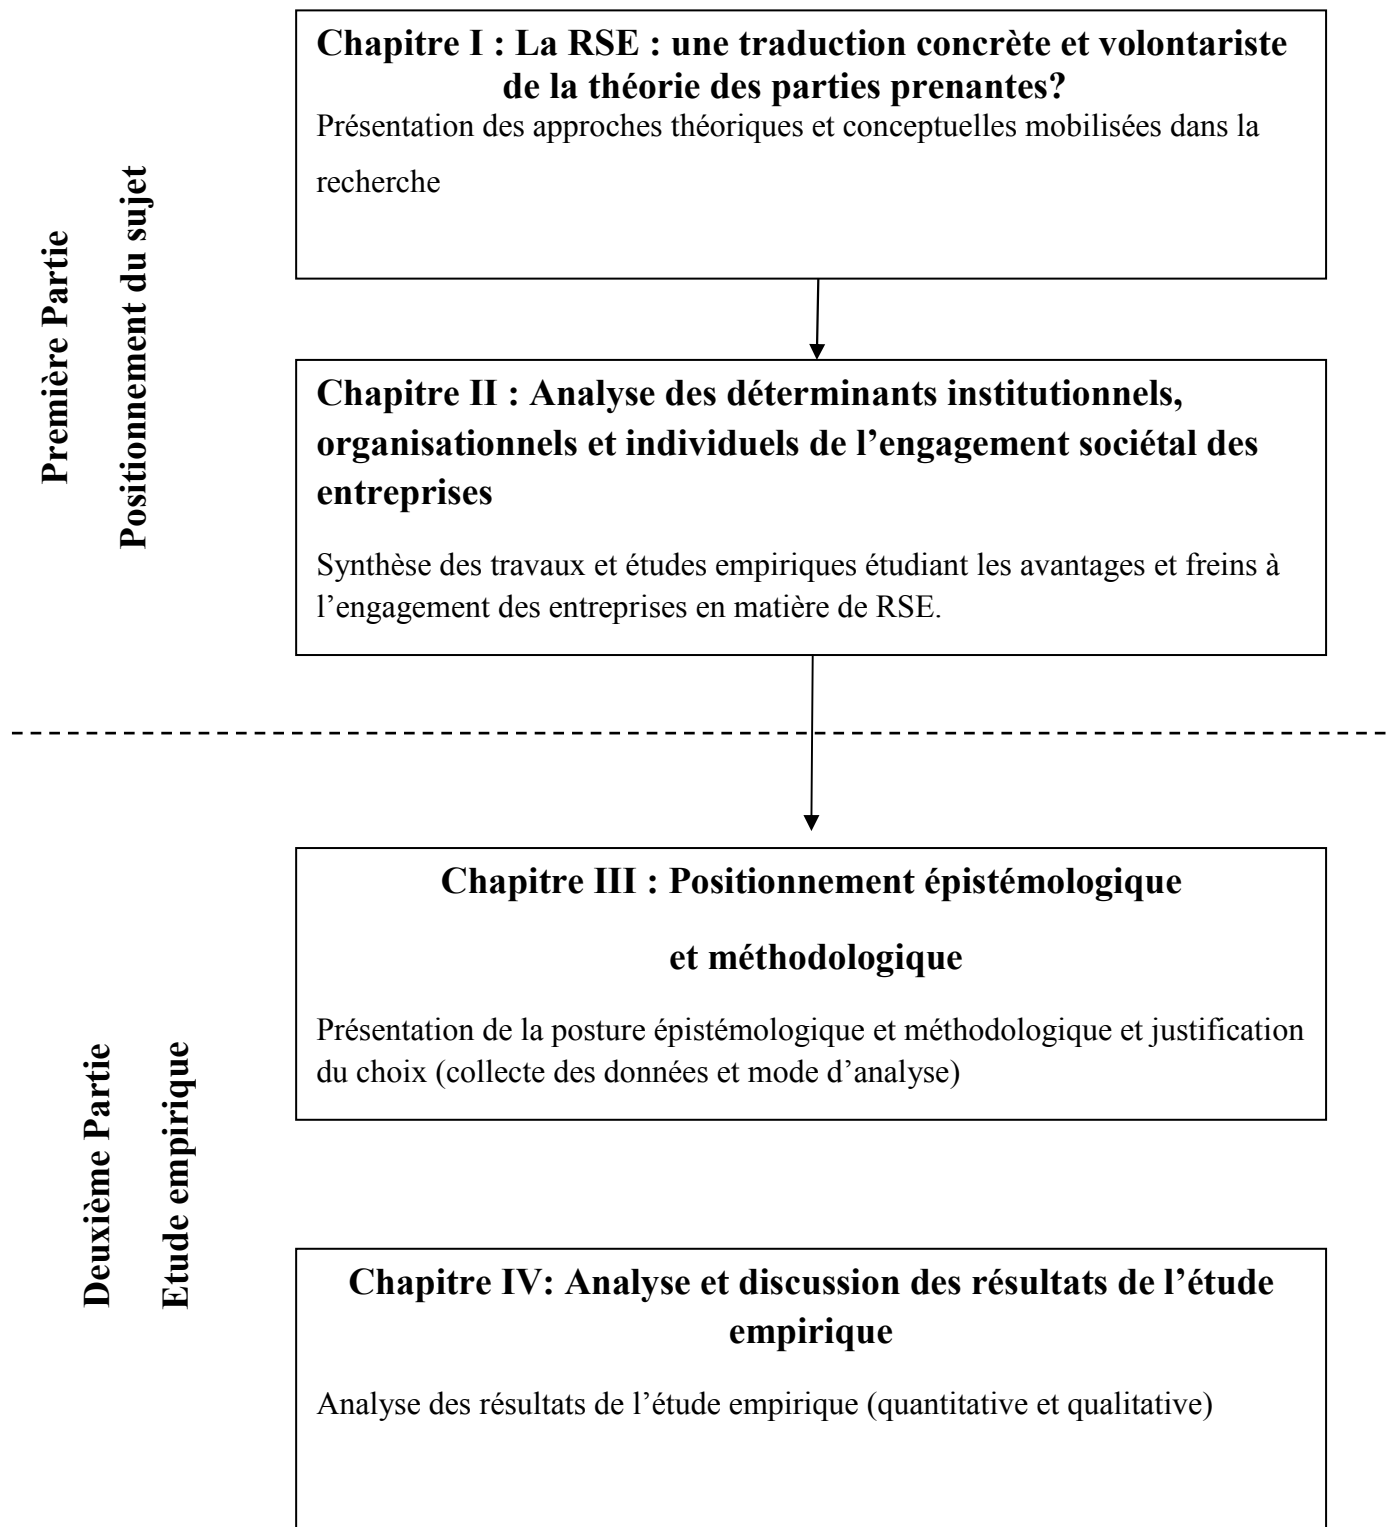 Première Partie
Positionnement du sujet
Chapitre I : La RSE : une traduction concrète et volontariste
de la théorie des parties prenantes?
Présentation des approches théoriques et conceptuelles mobilisées dans la
recherche
Chapitre II : Analyse des déterminants institutionnels,
organisationnels et individuels de l’engagement sociétal des
entreprises
Synthèse des travaux et études empiriques étudiant les avantages et freins à
l’engagement des entreprises en matière de RSE.
Deuxième Partie
Etude empirique
Chapitre III : Positionnement épistémologique
et méthodologique
Présentation de la posture épistémologique et méthodologique et justification
du choix (collecte des données et mode d’analyse)
Chapitre IV: Analyse et discussion des résultats de l’étude
empirique
Analyse des résultats de l’étude empirique (quantitative et qualitative)